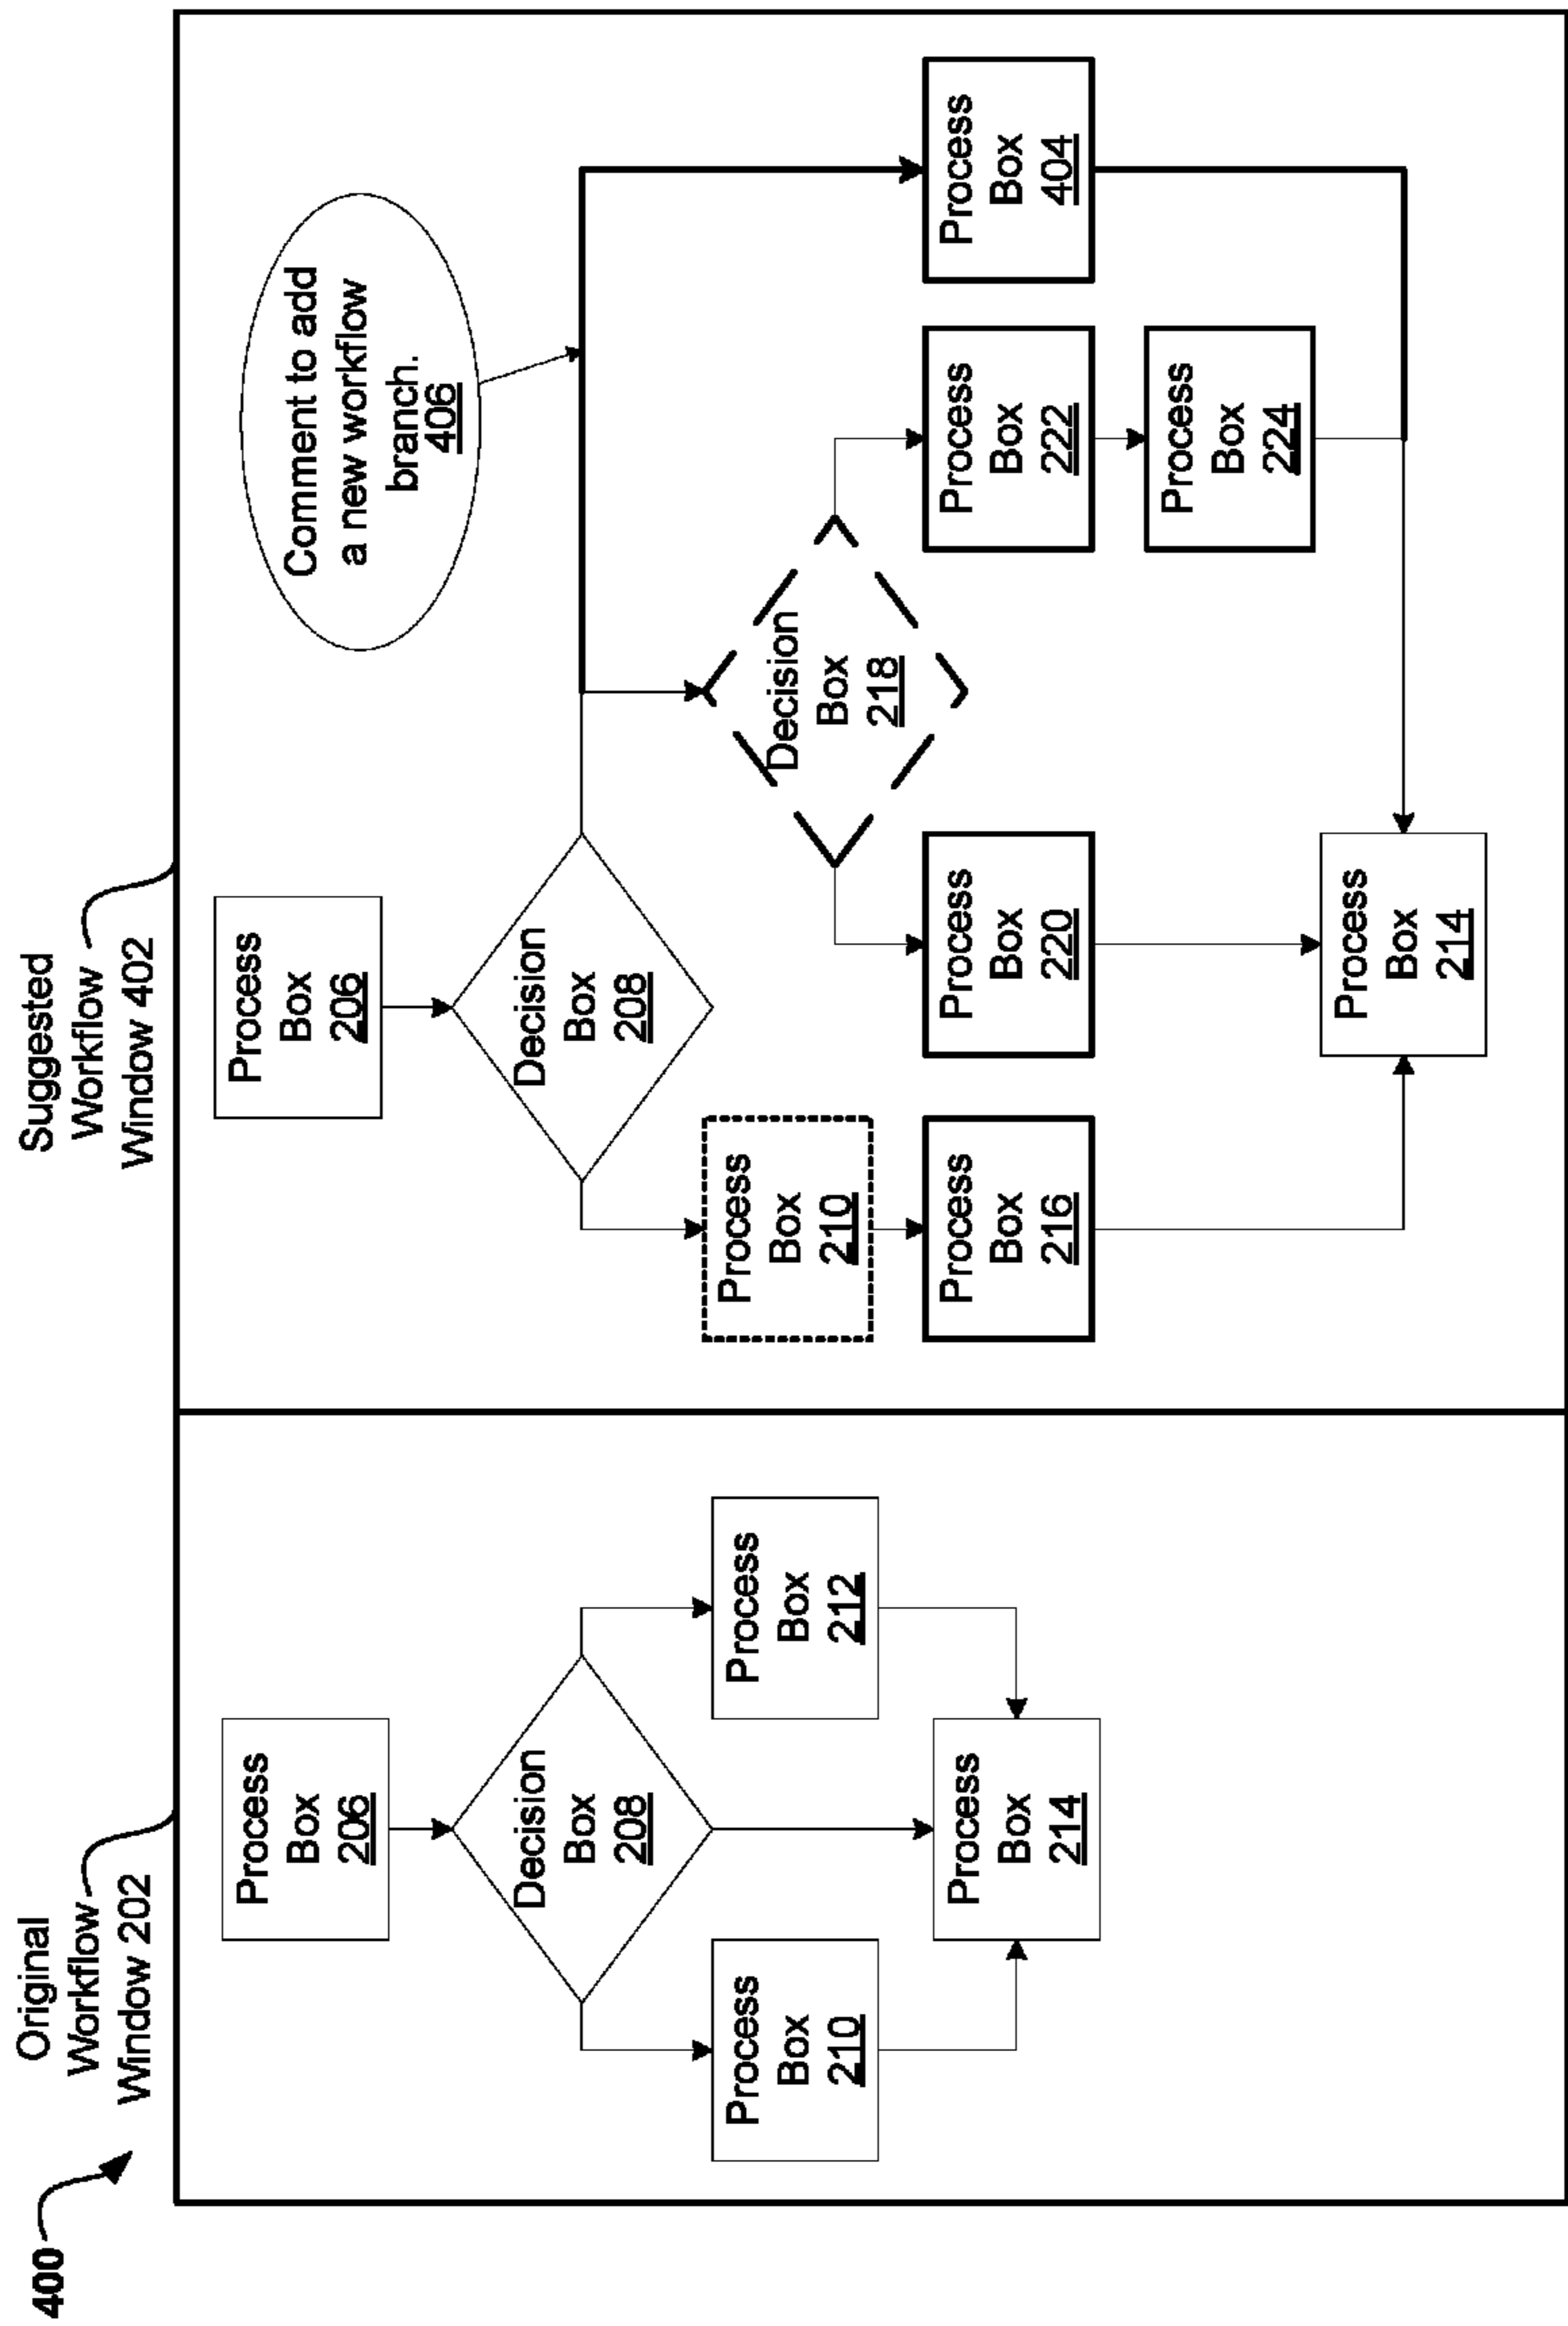 400
Original
Workflow
Window 202
Process
Box
206
Decision
Box
208
Process
Box
210
Process
Box
212
Process
Box
214
Suggested
Workflow
Window 402
Process
Box
206
Comment to add
a new workflow
branch.
406
Decision
Box
208
Process
Box
210
Decision
Box
218
Process
Box
216
Process
Box
220
Process
Box
222
Process
Box
404
Process
Box
224
Process
Box
214